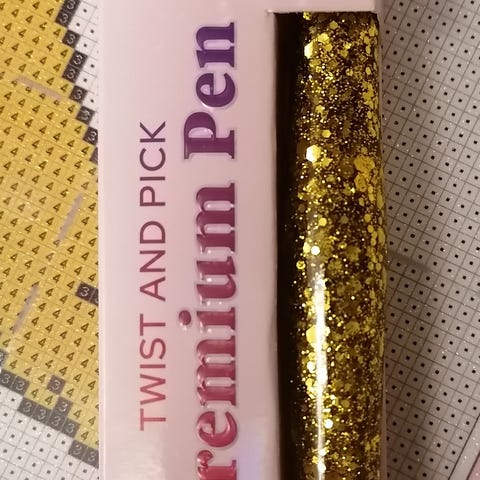 TWIST AND PICK
remium Pen